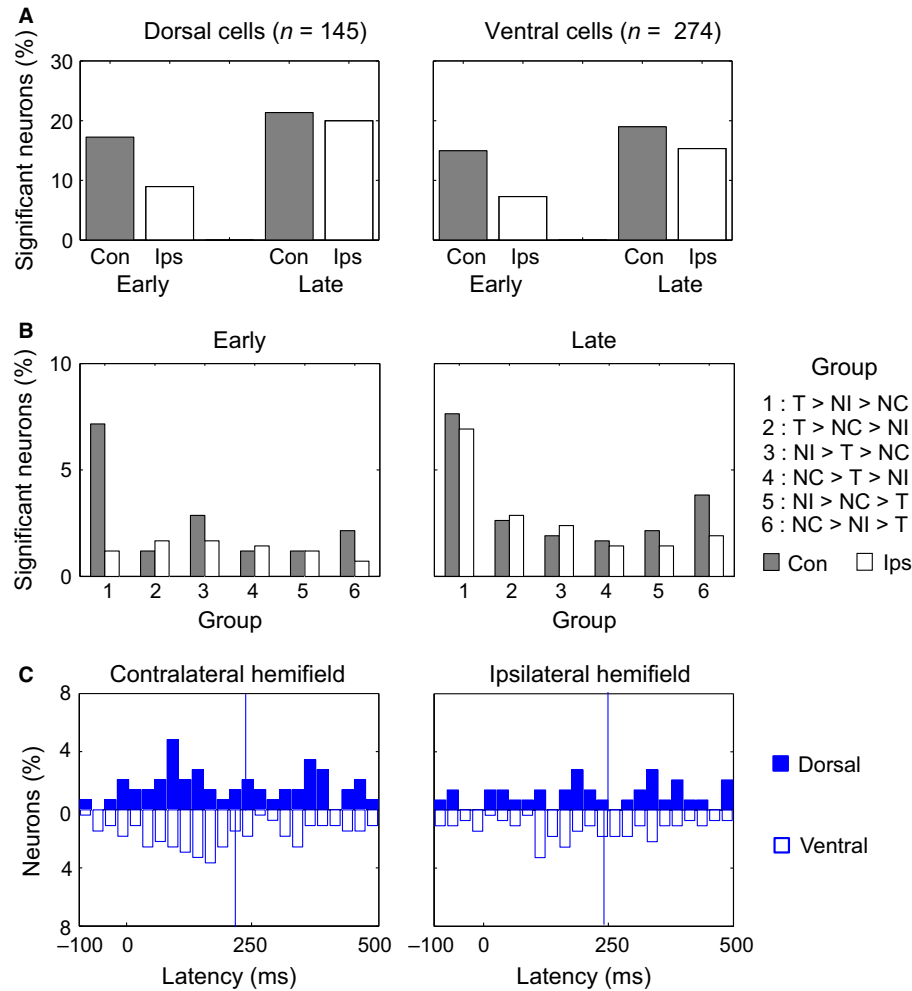 A
Dorsal cells (n = 145)
Ventral cells (n = 274)
Significant neurons (%)
30
20
10
0
Con Ips Con Ips
Early Late
Con Ips Con Ips
Early Late
B
Early
Late
Significant neurons (%)
10
5
0
1 2 3 4 5 6
Group
1 2 3 4 5 6
Group
Group
1 : T > NI > NC
2 : T > NC > NI
3 : NI > T > NC
4 : NC > T > NI
5 : NI > NC > T
6 : NC > NI > T
Con Ips
C
Contralateral hemifield
Ipsilateral hemifield
Neurons (%)
8
4
0
4
8
−100 0 250 500
Latency (ms)
−100 0 250 500
Latency (ms)
Dorsal
Ventral